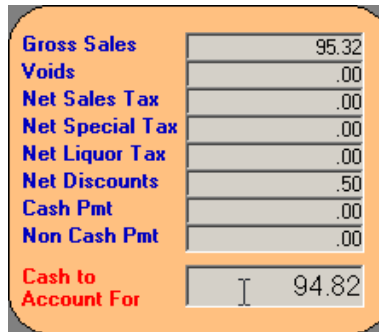 Gross Sales 95.32
Voids .00
Net Sales Tax .00
Net Special Tax .00
Net Liquor Tax .00
Net Discounts .50
Cash Pmt .00
Non Cash Pmt .00
Cash to
Account For 94.82